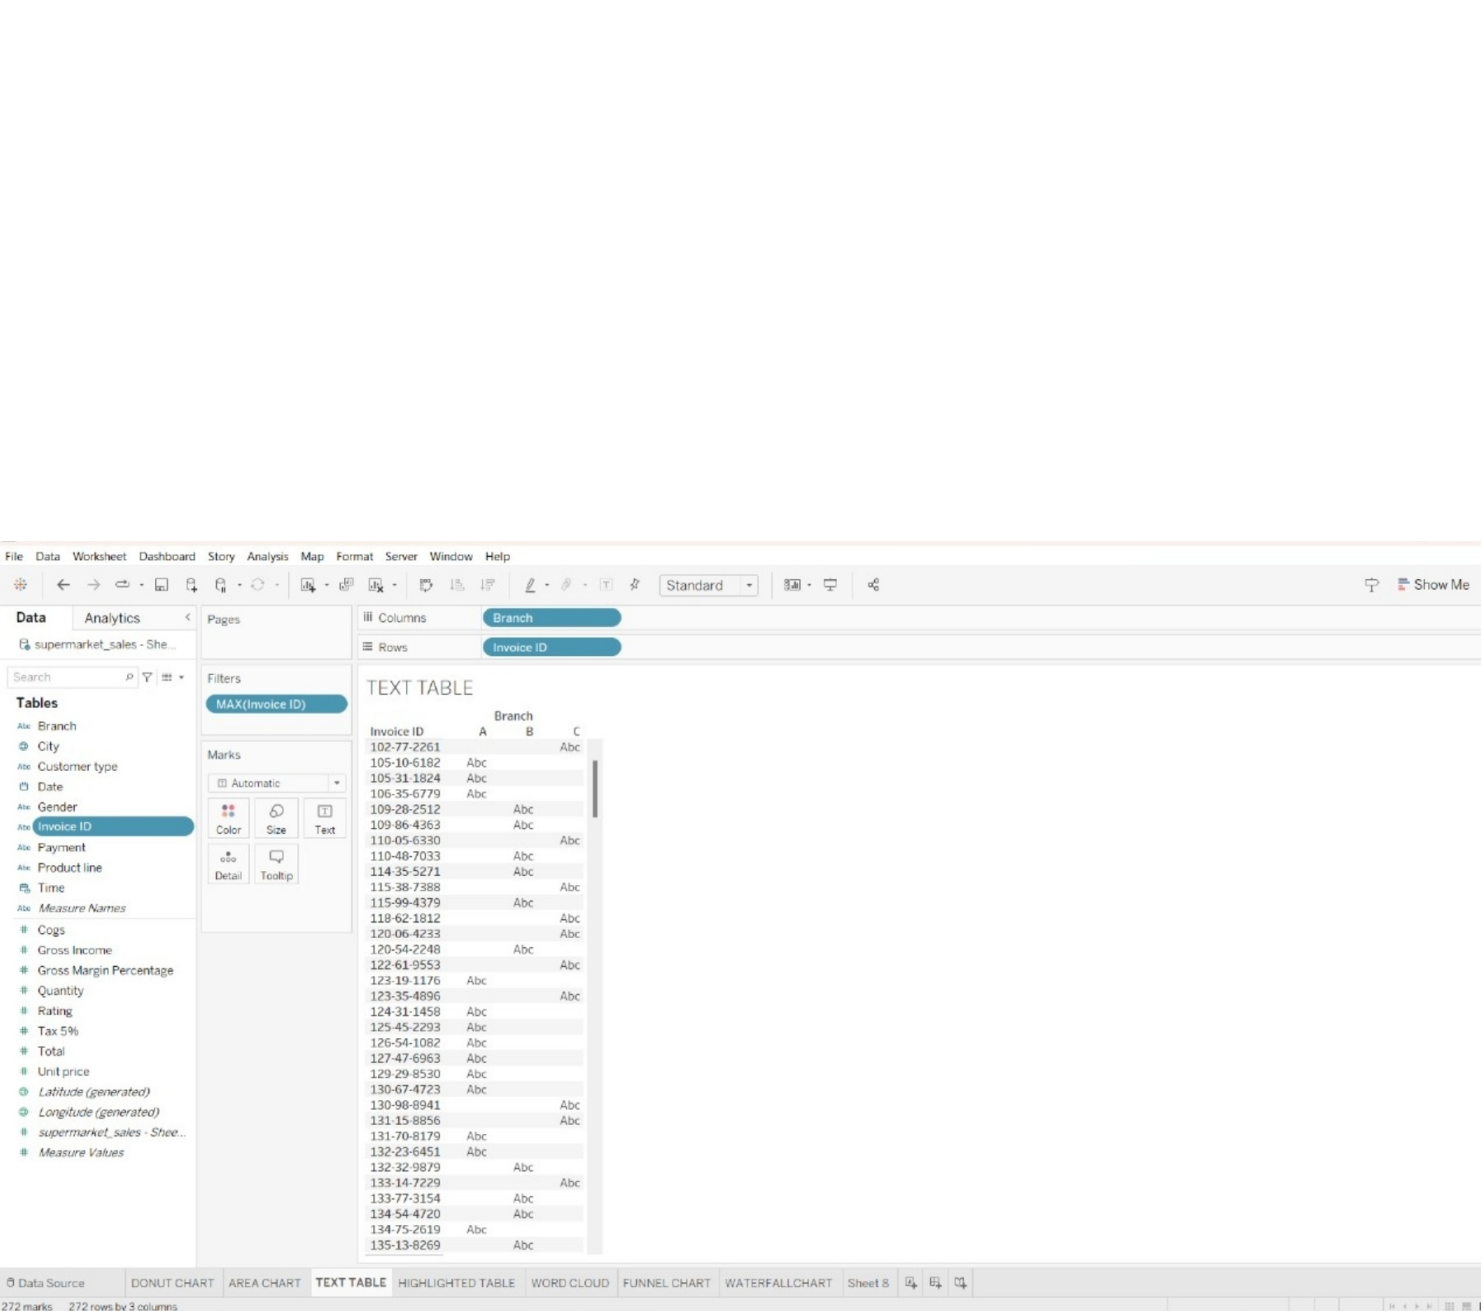 File Data Worksheet Dashboard Story Analysis Map Format Server Window Help
Standard
Show Me
Data Analytics
Pages
Columns Branch
supermarket_sales - She...
Rows Invoice ID
Search
Filters
MAX(Invoice ID)
Tables
Abc Branch
City
Abc Customer type
Date
Abc Gender
Abc Invoice ID
Abc Payment
Abc Product line
Time
Abc Measure Names
# Cogs
# Gross Income
# Gross Margin Percentage
# Quantity
# Rating
# Tax 5%
# Total
# Unit price
Latitude (generated)
Longitude (generated)
# supermarket_sales - Shee...
# Measure Values
Marks
Automatic
Color Size Text
Detail Tooltip
TEXT TABLE
Branch
Invoice ID A B C
102-77-2261 Abc
105-10-6182 Abc
105-31-1824 Abc
106-35-6779 Abc
109-28-2512 Abc
109-86-4363 Abc
110-05-6330 Abc
110-48-7033 Abc
114-35-5271 Abc
115-38-7388 Abc
115-99-4379 Abc
118-62-1812 Abc
120-06-4233 Abc
120-54-2248 Abc
122-61-9553 Abc
123-19-1176 Abc
123-35-4896 Abc
124-31-1458 Abc
125-45-2293 Abc
126-54-1082 Abc
127-47-6963 Abc
129-29-8530 Abc
130-67-4723 Abc
130-98-8941 Abc
131-15-8856 Abc
131-70-8179 Abc
132-23-6451 Abc
132-32-9879 Abc
133-14-7229 Abc
133-77-3154 Abc
134-54-4720 Abc
134-75-2619 Abc
135-13-8269 Abc
Data Source DONUT CHART AREA CHART TEXT TABLE HIGHLIGHTED TABLE WORD CLOUD FUNNEL CHART WATERFALLCHART Sheet 8
272 marks 272 rows by 3 columns